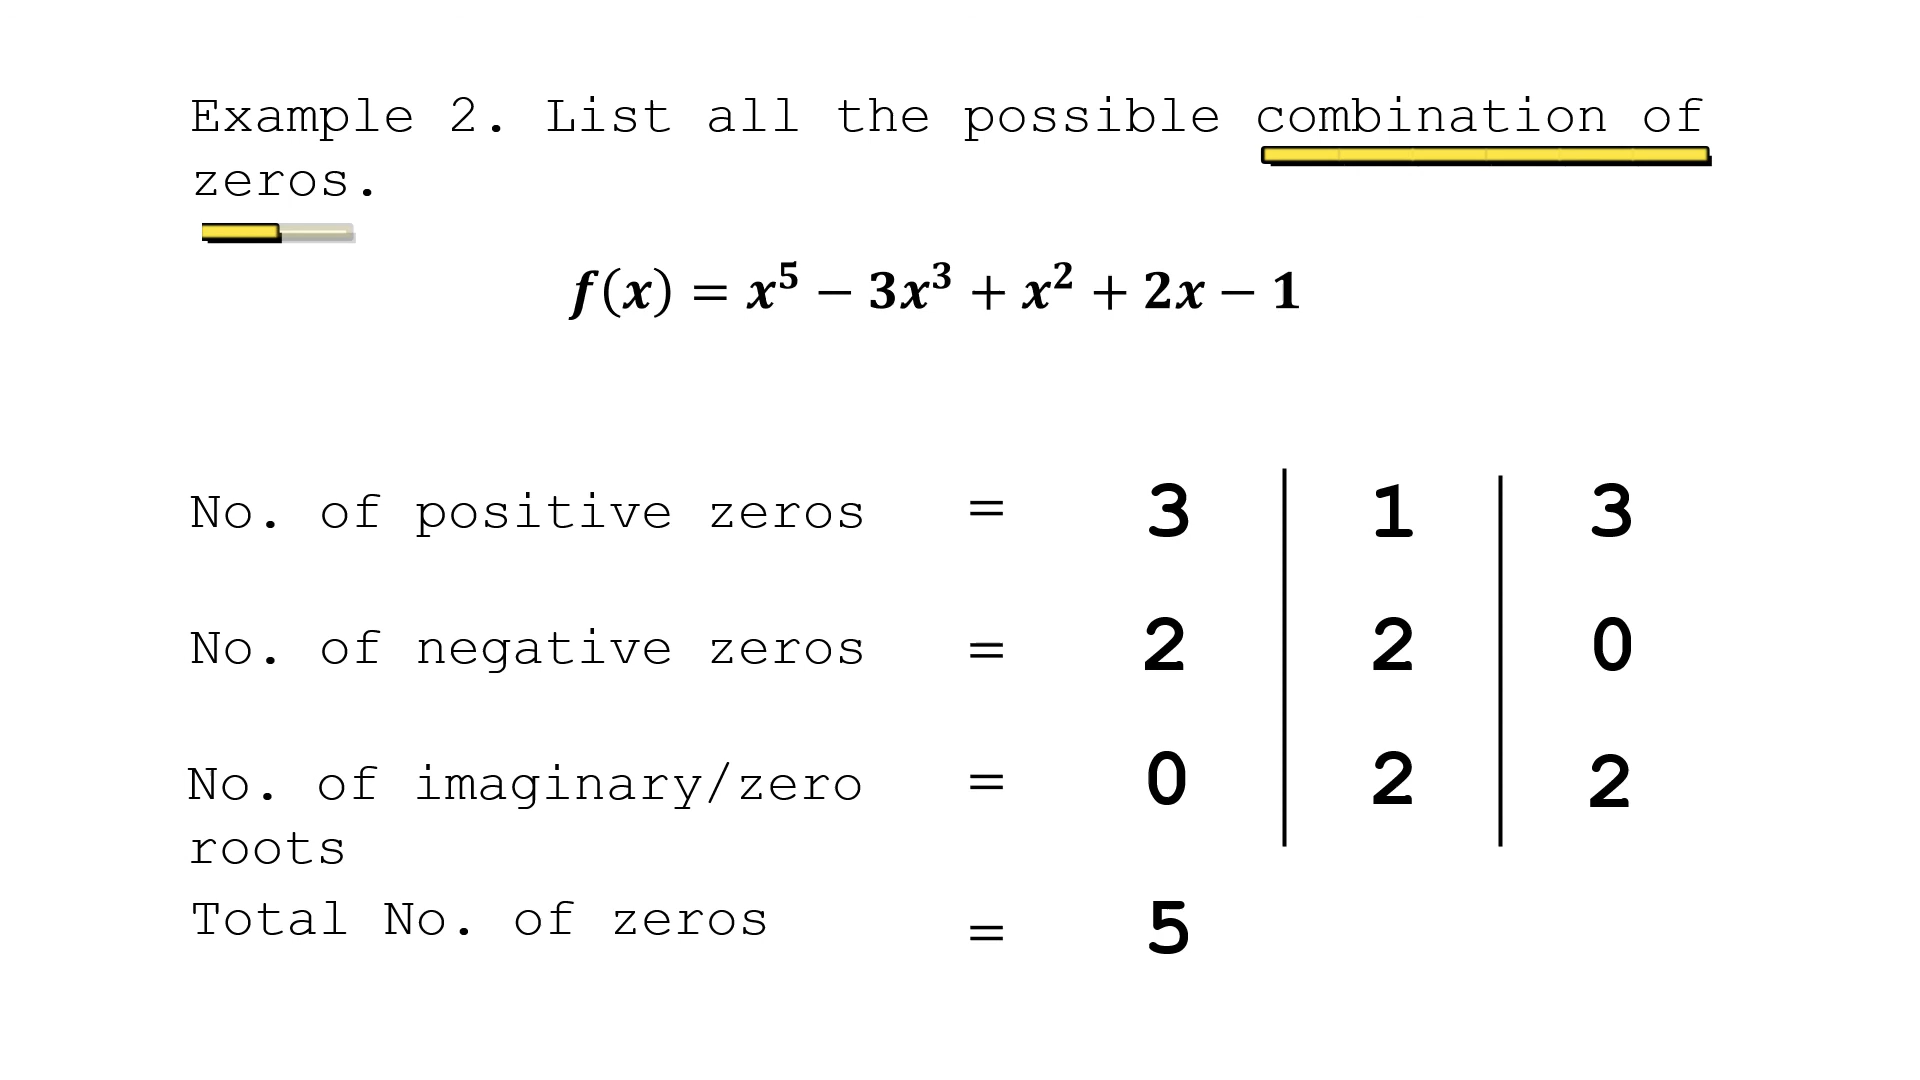 Example 2. List all the possible combination of
zeros.
f(x) = x⁵ − 3x³ + x² + 2x − 1
No. of positive zeros = 3 1 3
No. of negative zeros = 2 2 0
No. of imaginary/zero = 0 2 2
roots
Total No. of zeros = 5